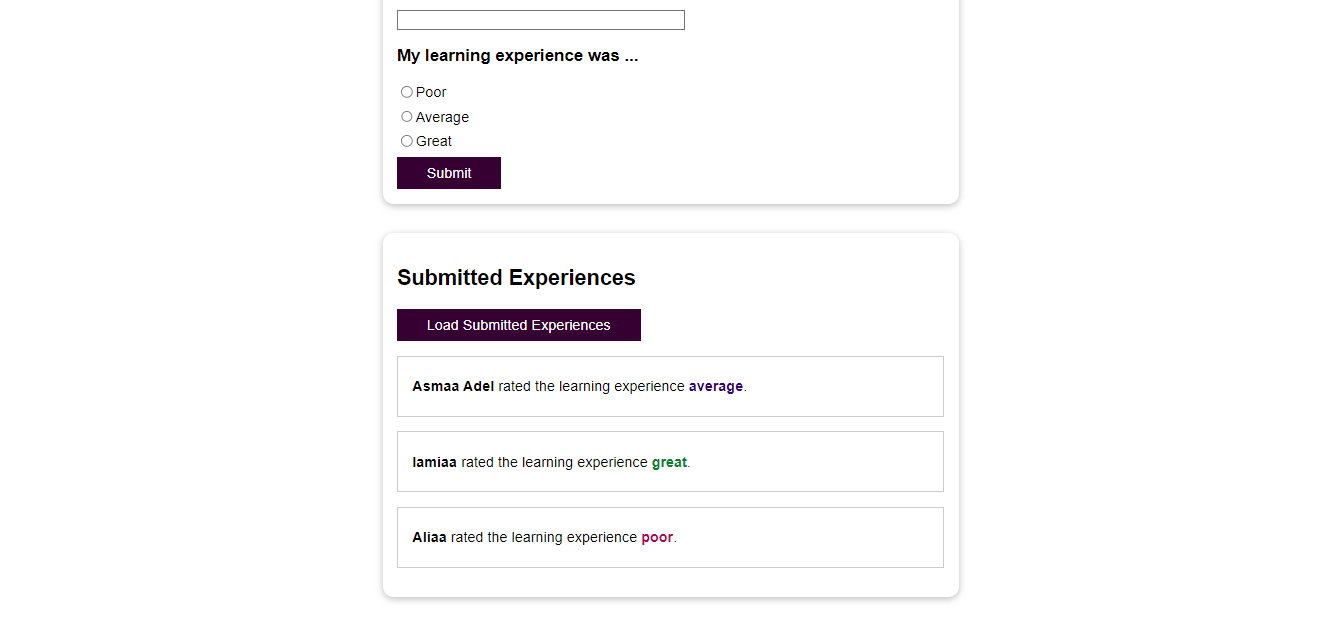 My learning experience was ...
Poor
Average
Great
Submit
Submitted Experiences
Load Submitted Experiences
Asmaa Adel rated the learning experience average.
lamiaa rated the learning experience great.
Aliaa rated the learning experience poor.